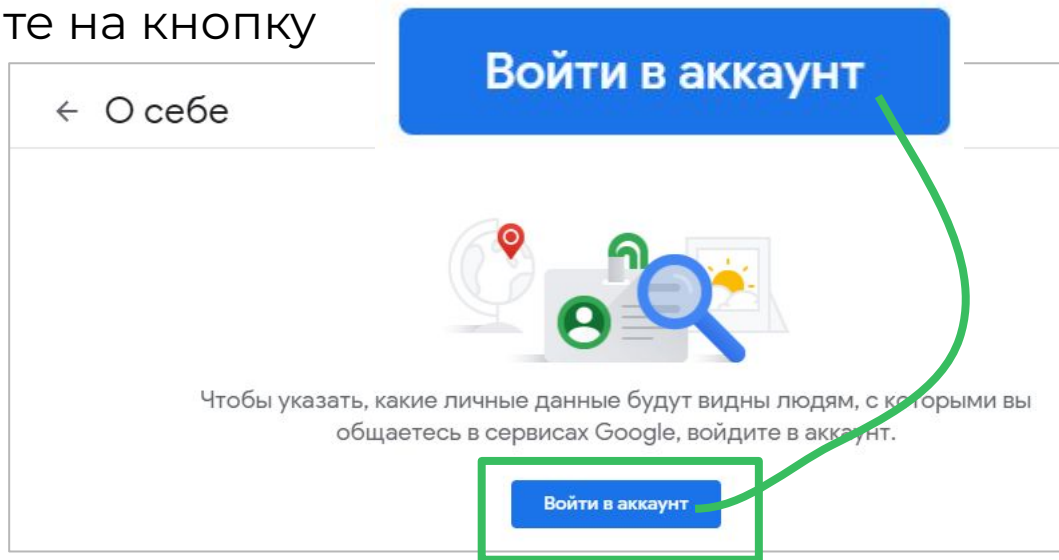 те на кнопку
Войти в аккаунт
← О себе
Чтобы указать, какие личные данные будут видны людям, с которыми вы
общаетесь в сервисах Google, войдите в аккаунт.
Войти в аккаунт